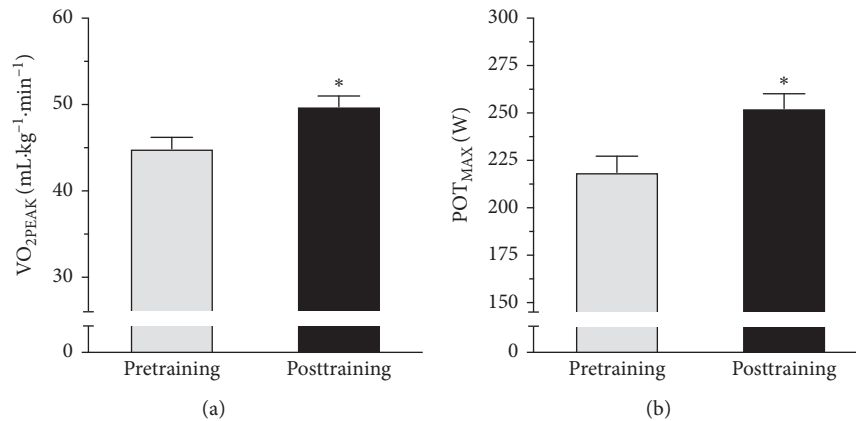 60
50
40
30
0
VO2PEAK (mL·kg−1·min−1)
*
Pretraining
Posttraining
(a)
300
275
250
225
200
175
150
0
POTMAX (W)
*
Pretraining
Posttraining
(b)